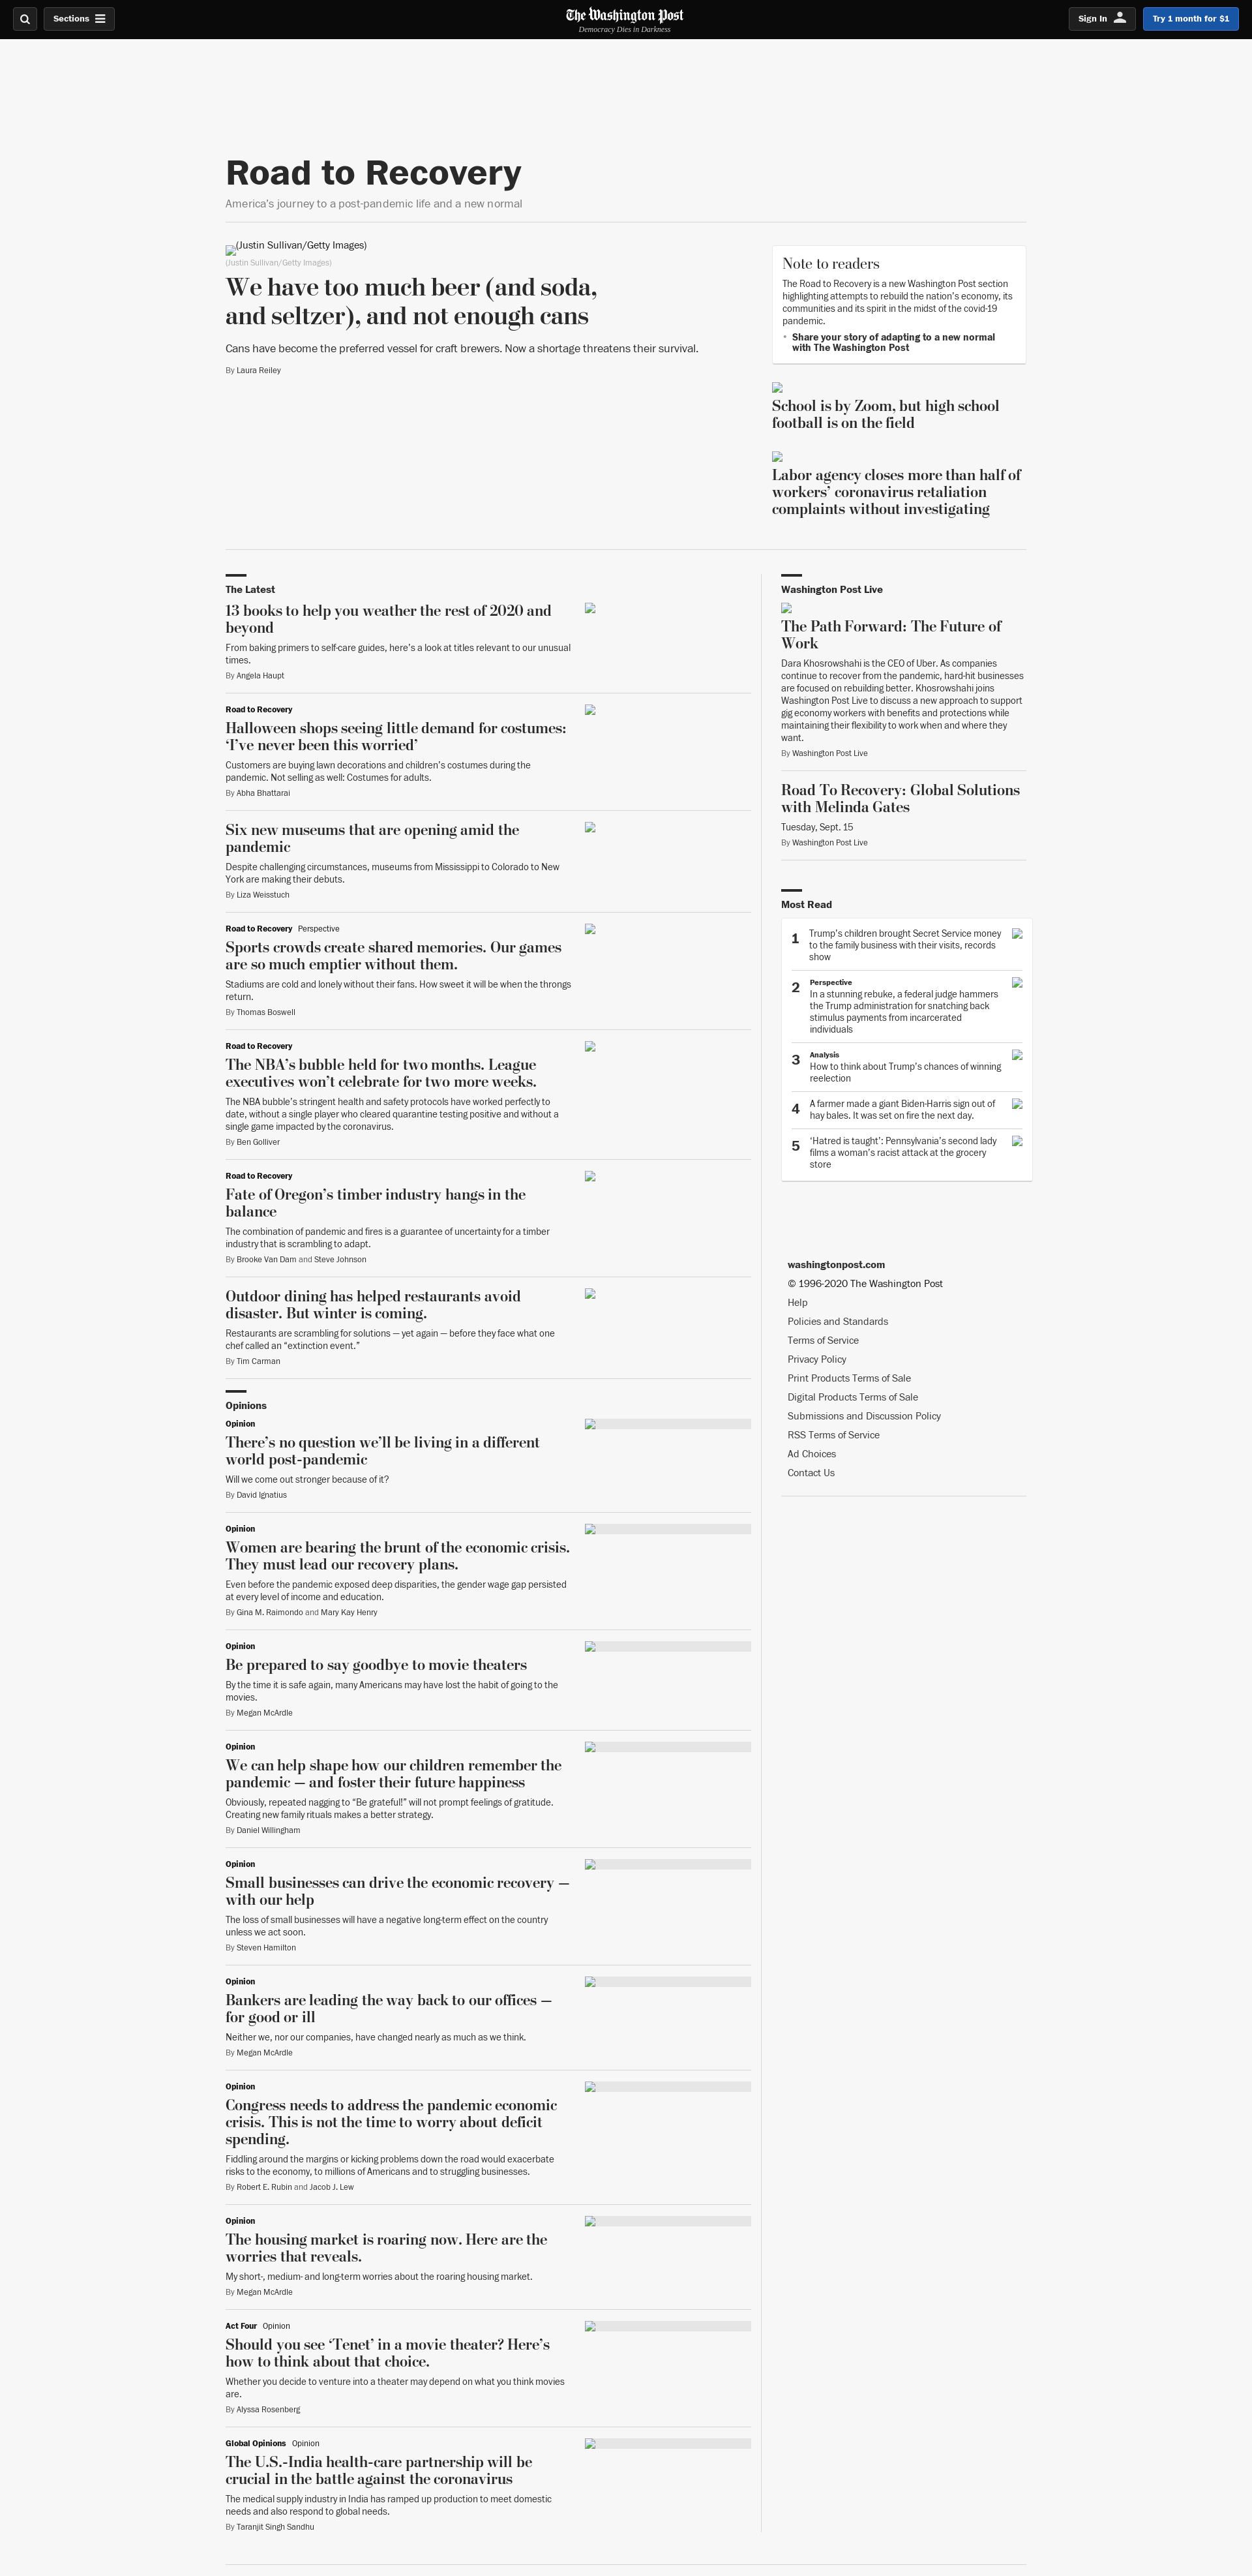 Sections
The Washington Post
Democracy Dies in Darkness
Sign In
Try 1 month for $1
Road to Recovery
America's journey to a post-pandemic life and a new normal
(Justin Sullivan/Getty Images)
(Justin Sullivan/Getty Images)
We have too much beer (and soda,
and seltzer), and not enough cans
Cans have become the preferred vessel for craft brewers. Now a shortage threatens their survival.
By Laura Reiley
Note to readers
The Road to Recovery is a new Washington Post section
highlighting attempts to rebuild the nation's economy, its
communities and its spirit in the midst of the covid-19
pandemic.
Share your story of adapting to a new normal
with The Washington Post
School is by Zoom, but high school
football is on the field
Labor agency closes more than half of
workers' coronavirus retaliation
complaints without investigating
The Latest
13 books to help you weather the rest of 2020 and
beyond
From baking primers to self-care guides, here's a look at titles relevant to our unusual
times.
By Angela Haupt
Road to Recovery
Halloween shops seeing little demand for costumes:
‘I’ve never been this worried’
Customers are buying lawn decorations and children's costumes during the
pandemic. Not selling as well: Costumes for adults.
By Abha Bhattarai
Six new museums that are opening amid the
pandemic
Despite challenging circumstances, museums from Mississippi to Colorado to New
York are making their debuts.
By Liza Weisstuch
Road to Recovery Perspective
Sports crowds create shared memories. Our games
are so much emptier without them.
Stadiums are cold and lonely without their fans. How sweet it will be when the throngs
return.
By Thomas Boswell
Road to Recovery
The NBA's bubble held for two months. League
executives won't celebrate for two more weeks.
The NBA bubble's stringent health and safety protocols have worked perfectly to
date, without a single player who cleared quarantine testing positive and without a
single game impacted by the coronavirus.
By Ben Golliver
Road to Recovery
Fate of Oregon's timber industry hangs in the
balance
The combination of pandemic and fires is a guarantee of uncertainty for a timber
industry that is scrambling to adapt.
By Brooke Van Dam and Steve Johnson
Outdoor dining has helped restaurants avoid
disaster. But winter is coming.
Restaurants are scrambling for solutions — yet again — before they face what one
chef called an “extinction event.”
By Tim Carman
Opinions
Opinion
There's no question we'll be living in a different
world post-pandemic
Will we come out stronger because of it?
By David Ignatius
Opinion
Women are bearing the brunt of the economic crisis.
They must lead our recovery plans.
Even before the pandemic exposed deep disparities, the gender wage gap persisted
at every level of income and education.
By Gina M. Raimondo and Mary Kay Henry
Opinion
Be prepared to say goodbye to movie theaters
By the time it is safe again, many Americans may have lost the habit of going to the
movies.
By Megan McArdle
Opinion
We can help shape how our children remember the
pandemic — and foster their future happiness
Obviously, repeated nagging to “Be grateful!” will not prompt feelings of gratitude.
Creating new family rituals makes a better strategy.
By Daniel Willingham
Opinion
Small businesses can drive the economic recovery —
with our help
The loss of small businesses will have a negative long-term effect on the country
unless we act soon.
By Steven Hamilton
Opinion
Bankers are leading the way back to our offices —
for good or ill
Neither we, nor our companies, have changed nearly as much as we think.
By Megan McArdle
Opinion
Congress needs to address the pandemic economic
crisis. This is not the time to worry about deficit
spending.
Fiddling around the margins or kicking problems down the road would exacerbate
risks to the economy, to millions of Americans and to struggling businesses.
By Robert E. Rubin and Jacob J. Lew
Opinion
The housing market is roaring now. Here are the
worries that reveals.
My short-, medium- and long-term worries about the roaring housing market.
By Megan McArdle
Act Four Opinion
Should you see ‘Tenet’ in a movie theater? Here's
how to think about that choice.
Whether you decide to venture into a theater may depend on what you think movies
are.
By Alyssa Rosenberg
Global Opinions Opinion
The U.S.-India health-care partnership will be
crucial in the battle against the coronavirus
The medical supply industry in India has ramped up production to meet domestic
needs and also respond to global needs.
By Taranjit Singh Sandhu
Washington Post Live
The Path Forward: The Future of
Work
Dara Khosrowshahi is the CEO of Uber. As companies
continue to recover from the pandemic, hard-hit businesses
are focused on rebuilding better. Khosrowshahi joins
Washington Post Live to discuss a new approach to support
gig economy workers with benefits and protections while
maintaining their flexibility to work when and where they
want.
By Washington Post Live
Road To Recovery: Global Solutions
with Melinda Gates
Tuesday, Sept. 15
By Washington Post Live
Most Read
1
Trump's children brought Secret Service money
to the family business with their visits, records
show
2
Perspective
In a stunning rebuke, a federal judge hammers
the Trump administration for snatching back
stimulus payments from incarcerated
individuals
3
Analysis
How to think about Trump's chances of winning
reelection
4
A farmer made a giant Biden-Harris sign out of
hay bales. It was set on fire the next day.
5
‘Hatred is taught’: Pennsylvania's second lady
films a woman's racist attack at the grocery
store
washingtonpost.com
© 1996-2020 The Washington Post
Help
Policies and Standards
Terms of Service
Privacy Policy
Print Products Terms of Sale
Digital Products Terms of Sale
Submissions and Discussion Policy
RSS Terms of Service
Ad Choices
Contact Us